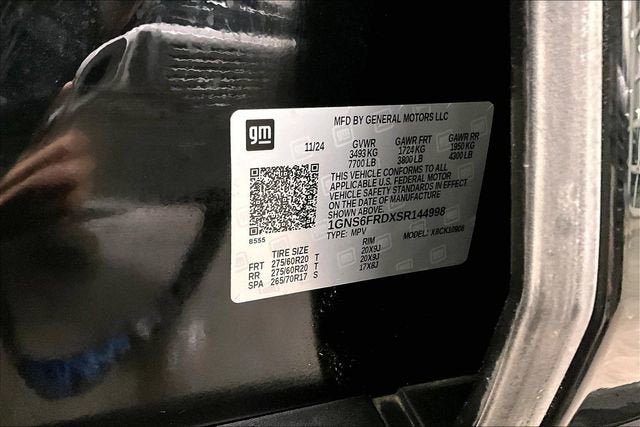 gm
MFD BY GENERAL MOTORS LLC
11/24 GVWR GAWR FRT GAWR RR
3493 KG 1724 KG 1950 KG
7700 LB 3800 LB 4300 LB
THIS VEHICLE CONFORMS TO ALL
APPLICABLE U.S. FEDERAL MOTOR
VEHICLE SAFETY STANDARDS IN EFFECT
ON THE DATE OF MANUFACTURE
SHOWN ABOVE.
1GNS6FRDXSR144998
8555
TYPE: MPV MODEL: XBCK10906
TIRE SIZE RIM
FRT 275/60R20 T 20X9J
RR 275/60R20 T 20X9J
SPA 265/70R17 S 17X8J